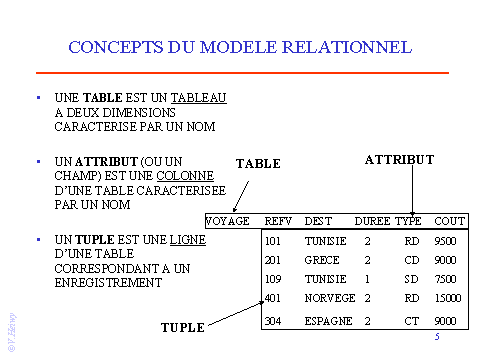 CONCEPTS DU MODELE RELATIONNEL
• UNE TABLE EST UN TABLEAU
A DEUX DIMENSIONS
CARACTERISE PAR UN NOM
• UN ATTRIBUT (OU UN
CHAMP) EST UNE COLONNE
D'UNE TABLE CARACTERISEE
PAR UN NOM
• UN TUPLE EST UNE LIGNE
D'UNE TABLE
CORRESPONDANT A UN
ENREGISTREMENT
TABLE
ATTRIBUT
VOYAGE REFV DEST DUREE TYPE COUT
101 TUNISIE 2 RD 9500
201 GRECE 2 CD 9000
109 TUNISIE 1 SD 7500
401 NORVEGE 2 RD 15000
304 ESPAGNE 2 CT 9000
TUPLE
5